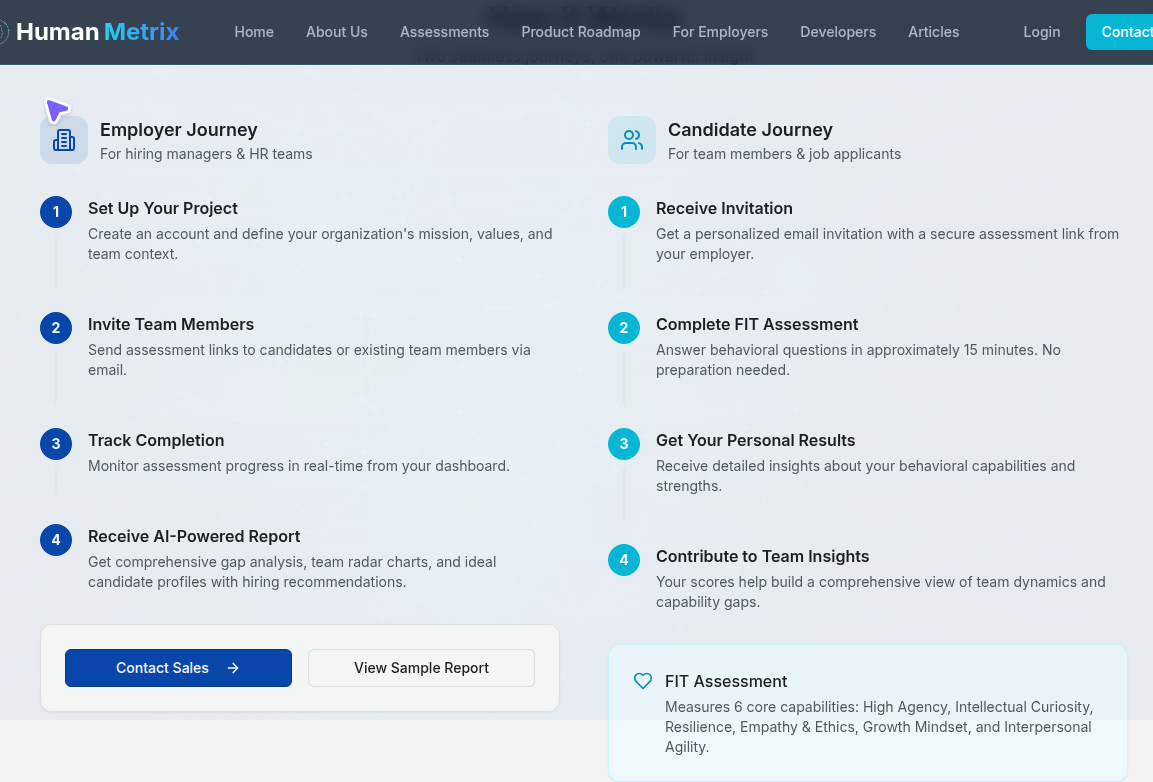 Human Metrix
Home
About Us
Assessments
Product Roadmap
For Employers
Developers
Articles
Login
Contact
Employer Journey
For hiring managers & HR teams
1
Set Up Your Project
Create an account and define your organization's mission, values, and
team context.
2
Invite Team Members
Send assessment links to candidates or existing team members via
email.
3
Track Completion
Monitor assessment progress in real-time from your dashboard.
4
Receive AI-Powered Report
Get comprehensive gap analysis, team radar charts, and ideal
candidate profiles with hiring recommendations.
Contact Sales →
View Sample Report
Candidate Journey
For team members & job applicants
1
Receive Invitation
Get a personalized email invitation with a secure assessment link from
your employer.
2
Complete FIT Assessment
Answer behavioral questions in approximately 15 minutes. No
preparation needed.
3
Get Your Personal Results
Receive detailed insights about your behavioral capabilities and
strengths.
4
Contribute to Team Insights
Your scores help build a comprehensive view of team dynamics and
capability gaps.
FIT Assessment
Measures 6 core capabilities: High Agency, Intellectual Curiosity,
Resilience, Empathy & Ethics, Growth Mindset, and Interpersonal
Agility.